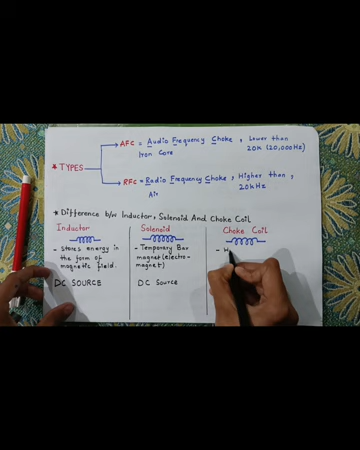 AFC = Audio Frequency Choke, Lower than
Iron Core 20k (20,000Hz)
* TYPES
RFC = Radio Frequency Choke, Higher than,
Air 20kHz
* Difference b/w Inductor, Solenoid And Choke Coil
Inductor
- Stores energy in
the form of
magnetic field.
DC SOURCE
Solenoid
- Temporary Bar
magnet (electro-
magnet)
DC Source
Choke Coil
- H